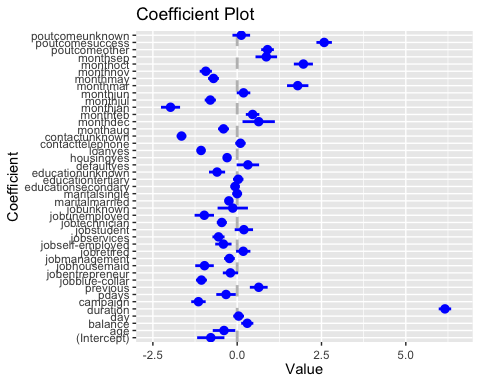 Coefficient Plot
poutcomeunknown
poutcomesuccess
poutcomeother
monthsep
monthoct
monthnov
monthmay
monthmar
monthjun
monthjul
monthjan
monthfeb
monthdec
monthaug
contactunknown
contacttelephone
loanyes
housingyes
defaultyes
educationunknown
educationtertiary
educationsecondary
maritalsingle
maritalmarried
jobunknown
jobunemployed
jobtechnician
jobstudent
jobservices
jobself-employed
jobretired
jobmanagement
jobhousemaid
jobentrepreneur
jobblue-collar
previous
pdays
campaign
duration
day
balance
age
(Intercept)
Coefficient
-2.5 0.0 2.5 5.0
Value